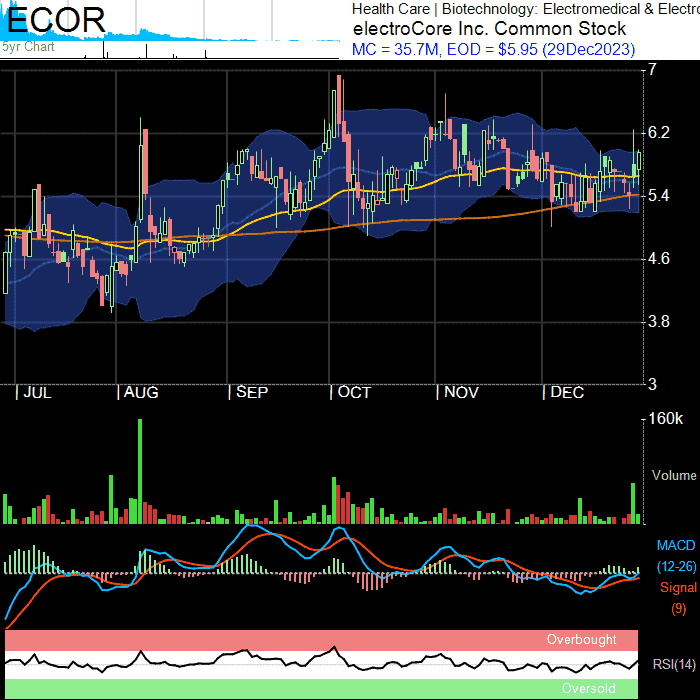 ECOR
5yr Chart
Health Care | Biotechnology: Electromedical & Electro
electroCore Inc. Common Stock
MC = 35.7M, EOD = $5.95 (29Dec2023)
7
6.2
5.4
4.6
3.8
3
| JUL | AUG | SEP | OCT | NOV | DEC
160k
Volume
MACD
(12-26)
Signal
(9)
Overbought
RSI(14)
Oversold